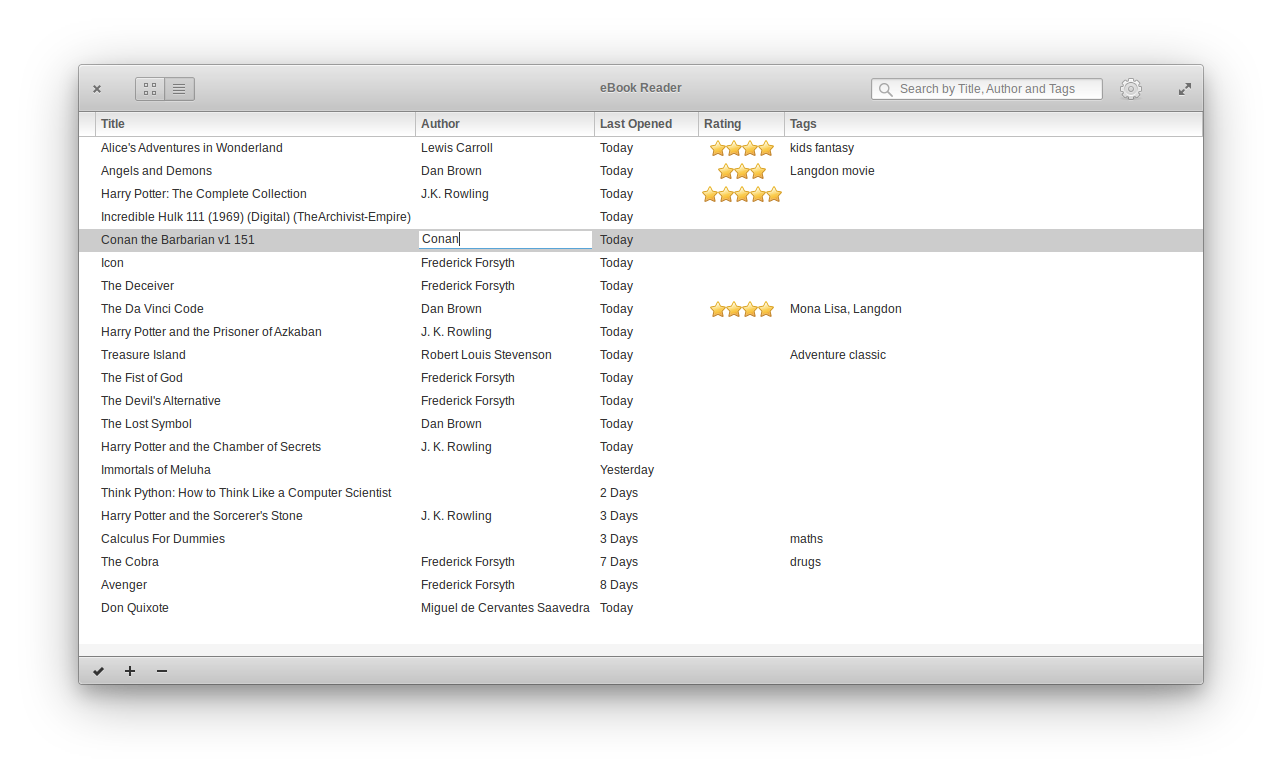 eBook Reader
Search by Title, Author and Tags
Title Author Last Opened Rating Tags
Alice's Adventures in Wonderland Lewis Carroll Today kids fantasy
Angels and Demons Dan Brown Today Langdon movie
Harry Potter: The Complete Collection J.K. Rowling Today
Incredible Hulk 111 (1969) (Digital) (TheArchivist-Empire) Today
Conan the Barbarian v1 151 Conan Today
Icon Frederick Forsyth Today
The Deceiver Frederick Forsyth Today
The Da Vinci Code Dan Brown Today Mona Lisa, Langdon
Harry Potter and the Prisoner of Azkaban J. K. Rowling Today
Treasure Island Robert Louis Stevenson Today Adventure classic
The Fist of God Frederick Forsyth Today
The Devil's Alternative Frederick Forsyth Today
The Lost Symbol Dan Brown Today
Harry Potter and the Chamber of Secrets J. K. Rowling Today
Immortals of Meluha Yesterday
Think Python: How to Think Like a Computer Scientist 2 Days
Harry Potter and the Sorcerer's Stone J. K. Rowling 3 Days
Calculus For Dummies 3 Days maths
The Cobra Frederick Forsyth 7 Days drugs
Avenger Frederick Forsyth 8 Days
Don Quixote Miguel de Cervantes Saavedra Today